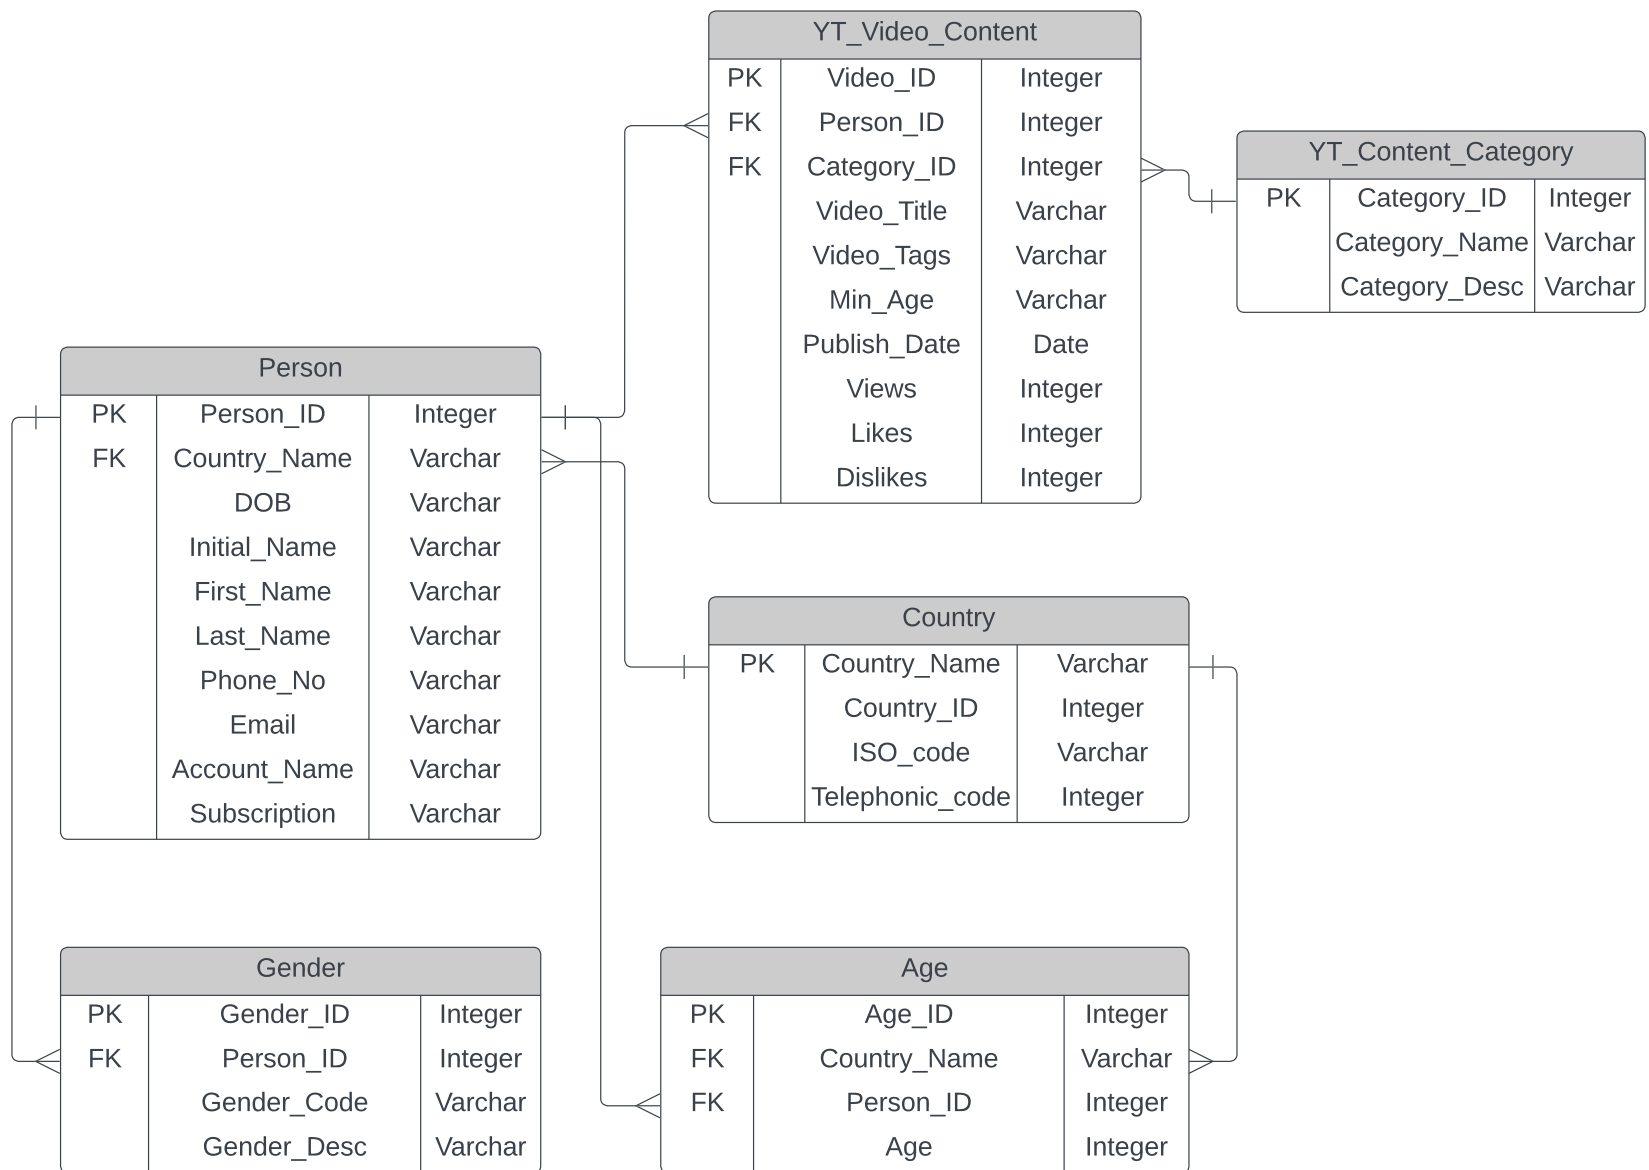 YT_Video_Content
PK Video_ID Integer
FK Person_ID Integer
FK Category_ID Integer
Video_Title Varchar
Video_Tags Varchar
Min_Age Varchar
Publish_Date Date
Views Integer
Likes Integer
Dislikes Integer
YT_Content_Category
PK Category_ID Integer
Category_Name Varchar
Category_Desc Varchar
Person
PK Person_ID Integer
FK Country_Name Varchar
DOB Varchar
Initial_Name Varchar
First_Name Varchar
Last_Name Varchar
Phone_No Varchar
Email Varchar
Account_Name Varchar
Subscription Varchar
Country
PK Country_Name Varchar
Country_ID Integer
ISO_code Varchar
Telephonic_code Integer
Gender
PK Gender_ID Integer
FK Person_ID Integer
Gender_Code Varchar
Gender_Desc Varchar
Age
PK Age_ID Integer
FK Country_Name Varchar
FK Person_ID Integer
Age Integer